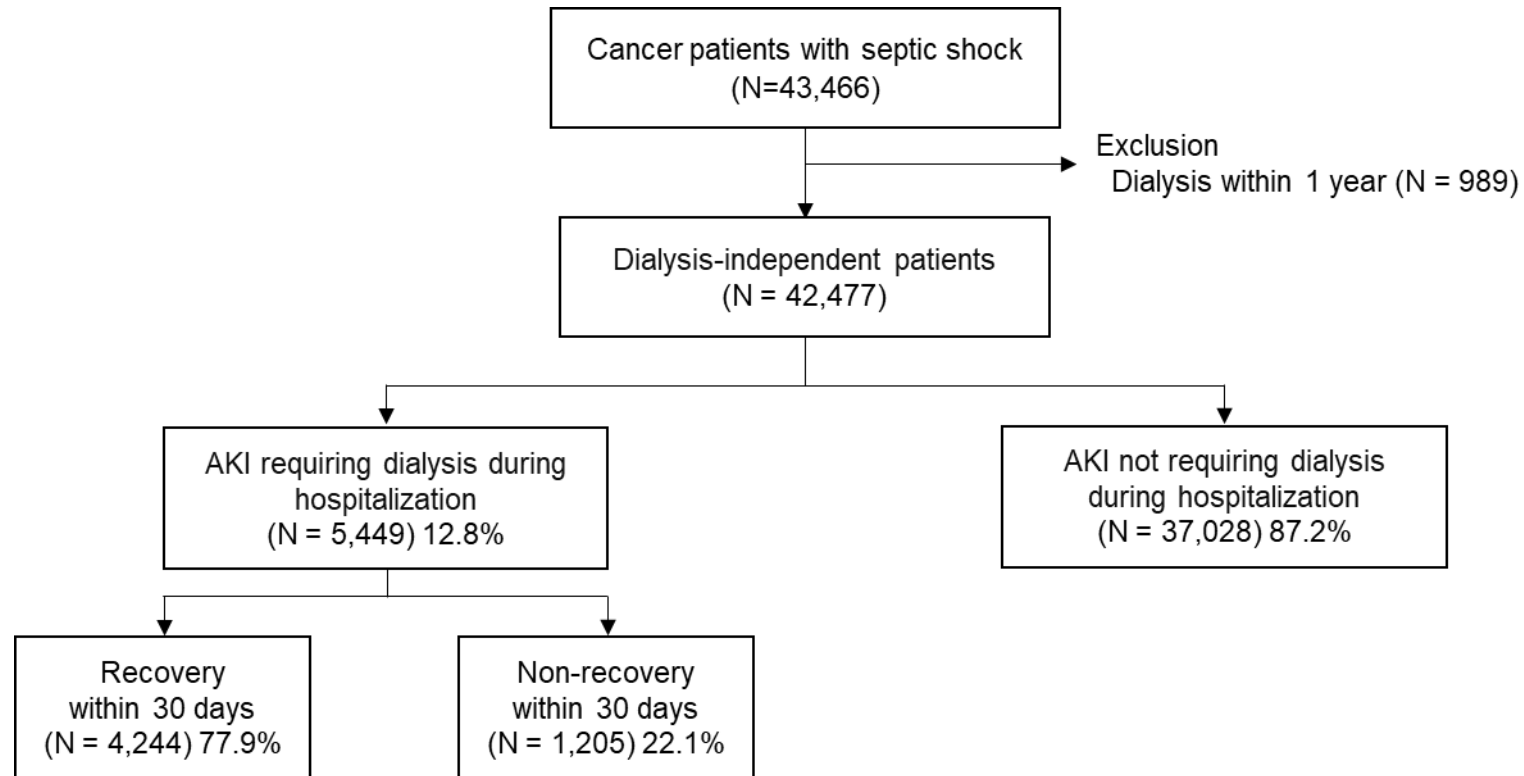 Cancer patients with septic shock
(N=43,466)
Exclusion
Dialysis within 1 year (N = 989)
Dialysis-independent patients
(N = 42,477)
AKI requiring dialysis during
hospitalization
(N = 5,449) 12.8%
AKI not requiring dialysis
during hospitalization
(N = 37,028) 87.2%
Recovery
within 30 days
(N = 4,244) 77.9%
Non-recovery
within 30 days
(N = 1,205) 22.1%